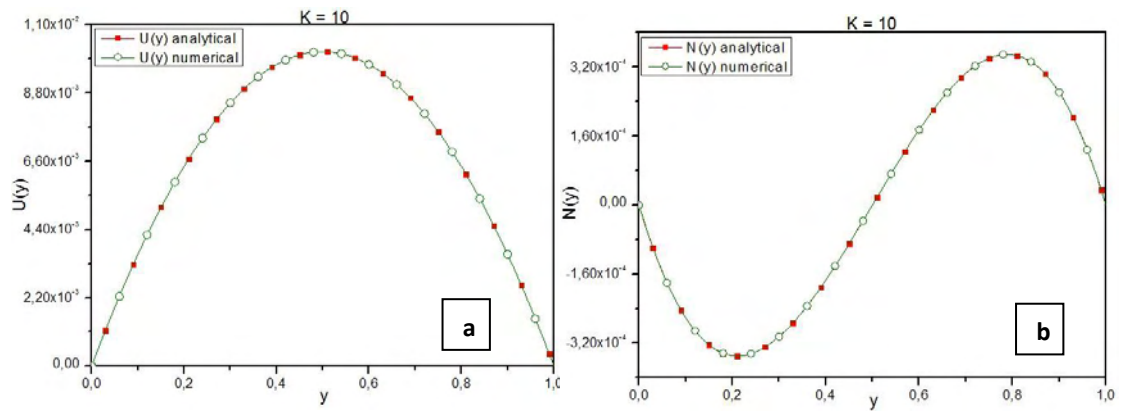 K = 10
U(y) analytical
U(y) numerical
1,10x10⁻²
8,80x10⁻³
6,60x10⁻³
4,40x10⁻³
2,20x10⁻³
0,00
U(y)
0,0 0,2 0,4 0,6 0,8 1,0
y
a
K = 10
N(y) analytical
N(y) numerical
3,20x10⁻⁴
1,60x10⁻⁴
0,00
-1,60x10⁻⁴
-3,20x10⁻⁴
N(y)
0,0 0,2 0,4 0,6 0,8 1,0
y
b